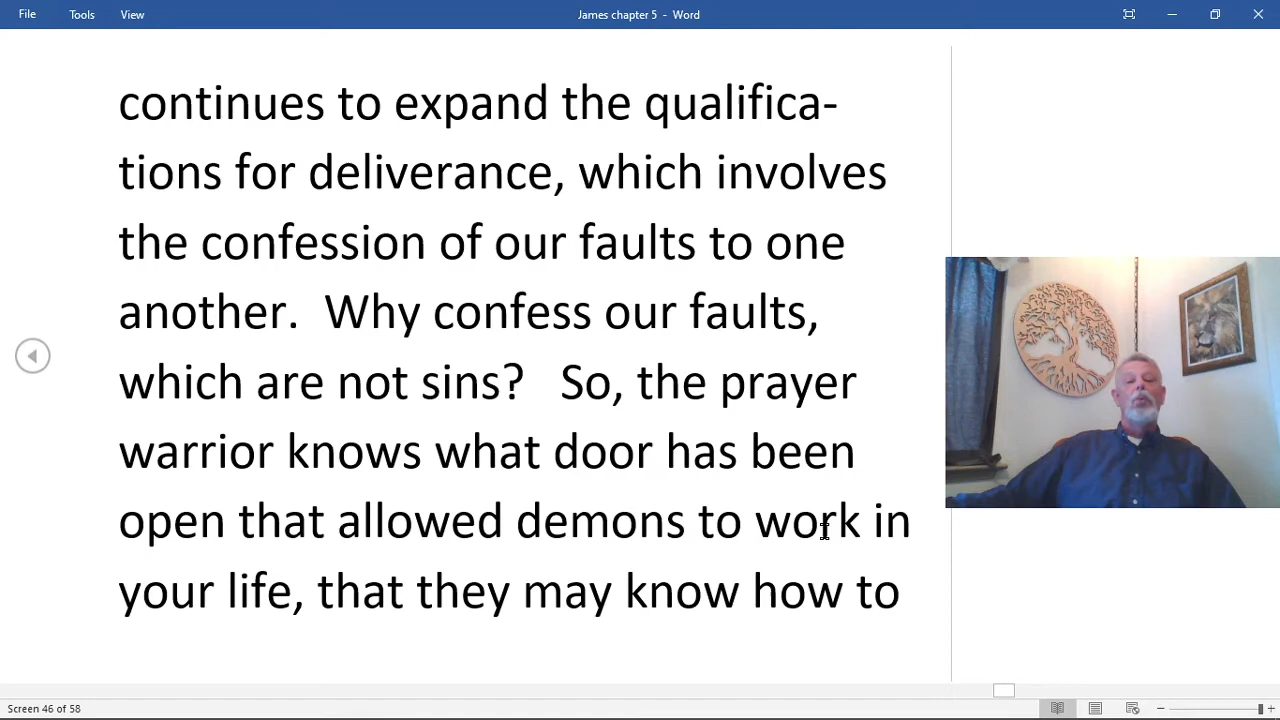 File Tools View James chapter 5 - Word
continues to expand the qualifica-
tions for deliverance, which involves
the confession of our faults to one
another.  Why confess our faults,
which are not sins?   So, the prayer
warrior knows what door has been
open that allowed demons to work in
your life, that they may know how to
Screen 46 of 58